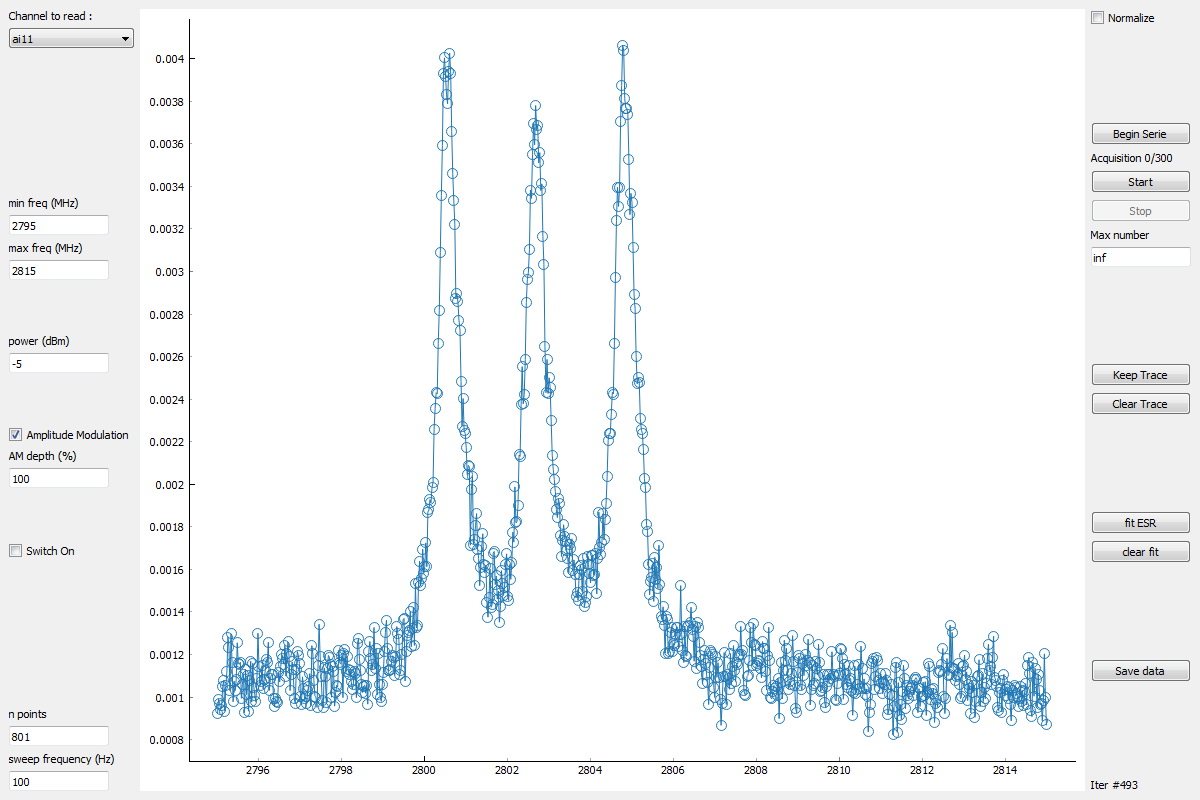 Channel to read :
ai11
min freq (MHz)
2795
max freq (MHz)
2815
power (dBm)
-5
Amplitude Modulation
AM depth (%)
100
Switch On
n points
801
sweep frequency (Hz)
100
0.004
0.0038
0.0036
0.0034
0.0032
0.003
0.0028
0.0026
0.0024
0.0022
0.002
0.0018
0.0016
0.0014
0.0012
0.001
0.0008
2796 2798 2800 2802 2804 2806 2808 2810 2812 2814
Normalize
Begin Serie
Acquisition 0/300
Start
Stop
Max number
inf
Keep Trace
Clear Trace
fit ESR
clear fit
Save data
Iter #493